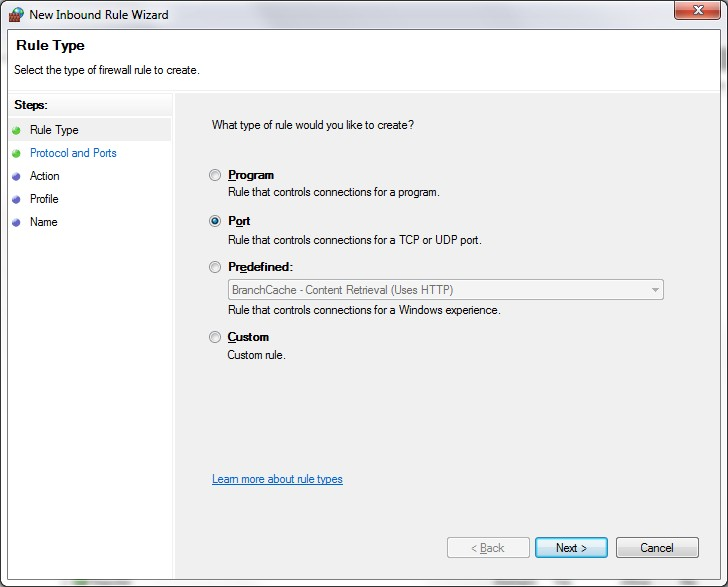 New Inbound Rule Wizard
Rule Type
Select the type of firewall rule to create.
Steps:
Rule Type
Protocol and Ports
Action
Profile
Name
What type of rule would you like to create?
Program
Rule that controls connections for a program.
Port
Rule that controls connections for a TCP or UDP port.
Predefined:
BranchCache - Content Retrieval (Uses HTTP)
Rule that controls connections for a Windows experience.
Custom
Custom rule.
Learn more about rule types
< Back
Next >
Cancel